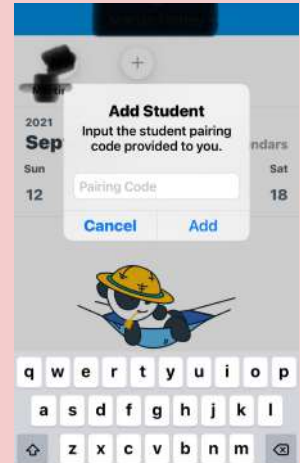 +
2021
Sep
ndars
Add Student
Input the student pairing
code provided to you.
Sun
Sat
12
18
Pairing Code
Cancel
Add
q w e r t y u i o p
a s d f g h j k l
z x c v b n m